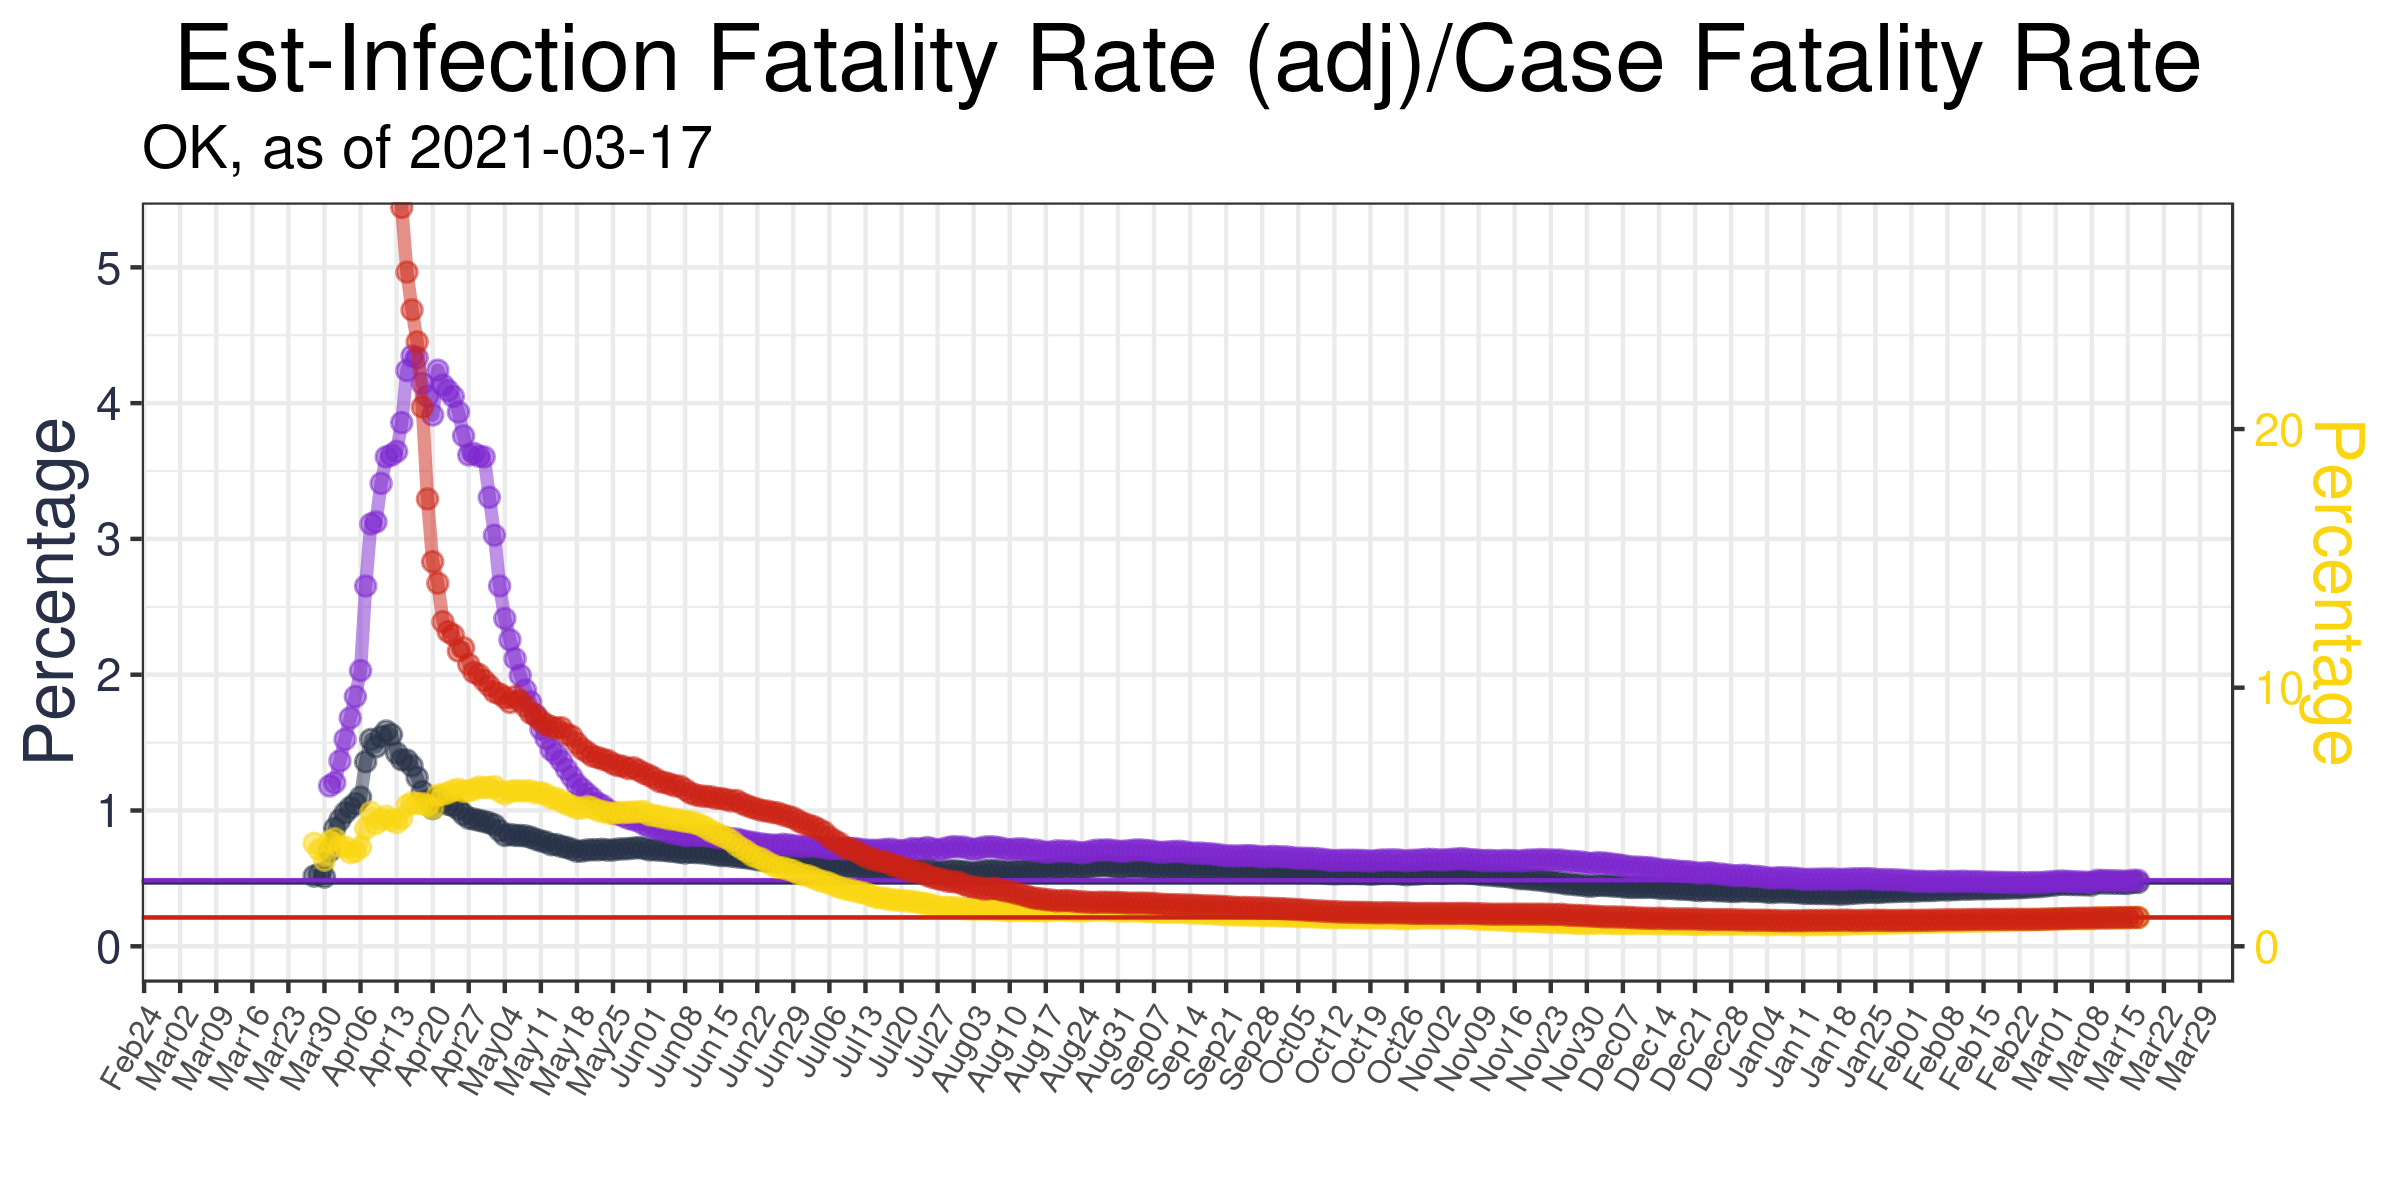 Est-Infection Fatality Rate (adj)/Case Fatality Rate
OK, as of 2021-03-17
Percentage
5
4
3
2
1
0
20
10
0
Percentage
Feb24
Mar02
Mar09
Mar16
Mar23
Mar30
Apr06
Apr13
Apr20
Apr27
May04
May11
May18
May25
Jun01
Jun08
Jun15
Jun22
Jun29
Jul06
Jul13
Jul20
Jul27
Aug03
Aug10
Aug17
Aug24
Aug31
Sep07
Sep14
Sep21
Sep28
Oct05
Oct12
Oct19
Oct26
Nov02
Nov09
Nov16
Nov23
Nov30
Dec07
Dec14
Dec21
Dec28
Jan04
Jan11
Jan18
Jan25
Feb01
Feb08
Feb15
Feb22
Mar01
Mar08
Mar15
Mar22
Mar29